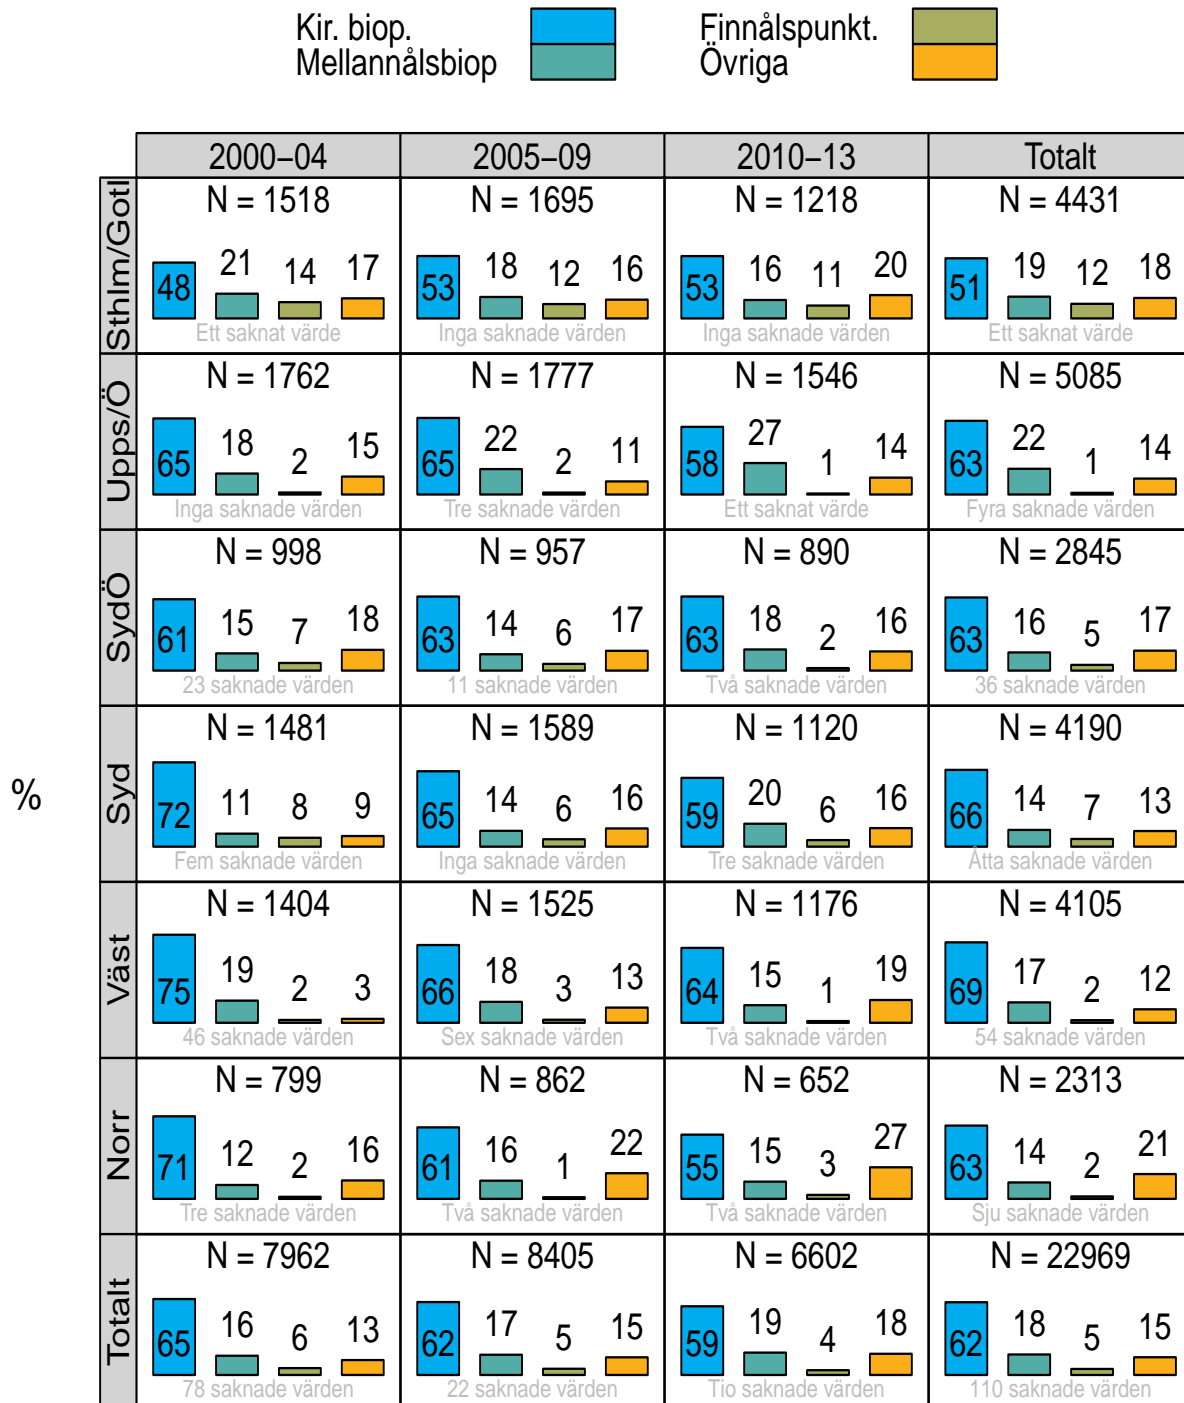 Kir. biop.
Mellannålsbiop
Finnålspunkt.
Övriga
2000–04 2005–09 2010–13 Totalt
%
Sthlm/Gotl
N = 1518 N = 1695 N = 1218 N = 4431
48 21 14 17 53 18 12 16 53 16 11 20 51 19 12 18
Ett saknat värde Inga saknade värden Inga saknade värden Ett saknat värde
Upps/Ö
N = 1762 N = 1777 N = 1546 N = 5085
65 18 2 15 65 22 2 11 58 27 1 14 63 22 1 14
Inga saknade värden Tre saknade värden Ett saknat värde Fyra saknade värden
SydÖ
N = 998 N = 957 N = 890 N = 2845
61 15 7 18 63 14 6 17 63 18 2 16 63 16 5 17
23 saknade värden 11 saknade värden Två saknade värden 36 saknade värden
Syd
N = 1481 N = 1589 N = 1120 N = 4190
72 11 8 9 65 14 6 16 59 20 6 16 66 14 7 13
Fem saknade värden Inga saknade värden Tre saknade värden Åtta saknade värden
Väst
N = 1404 N = 1525 N = 1176 N = 4105
75 19 2 3 66 18 3 13 64 15 1 19 69 17 2 12
46 saknade värden Sex saknade värden Två saknade värden 54 saknade värden
Norr
N = 799 N = 862 N = 652 N = 2313
71 12 2 16 61 16 1 22 55 15 3 27 63 14 2 21
Tre saknade värden Två saknade värden Två saknade värden Sju saknade värden
Totalt
N = 7962 N = 8405 N = 6602 N = 22969
65 16 6 13 62 17 5 15 59 19 4 18 62 18 5 15
78 saknade värden 22 saknade värden Tio saknade värden 110 saknade värden